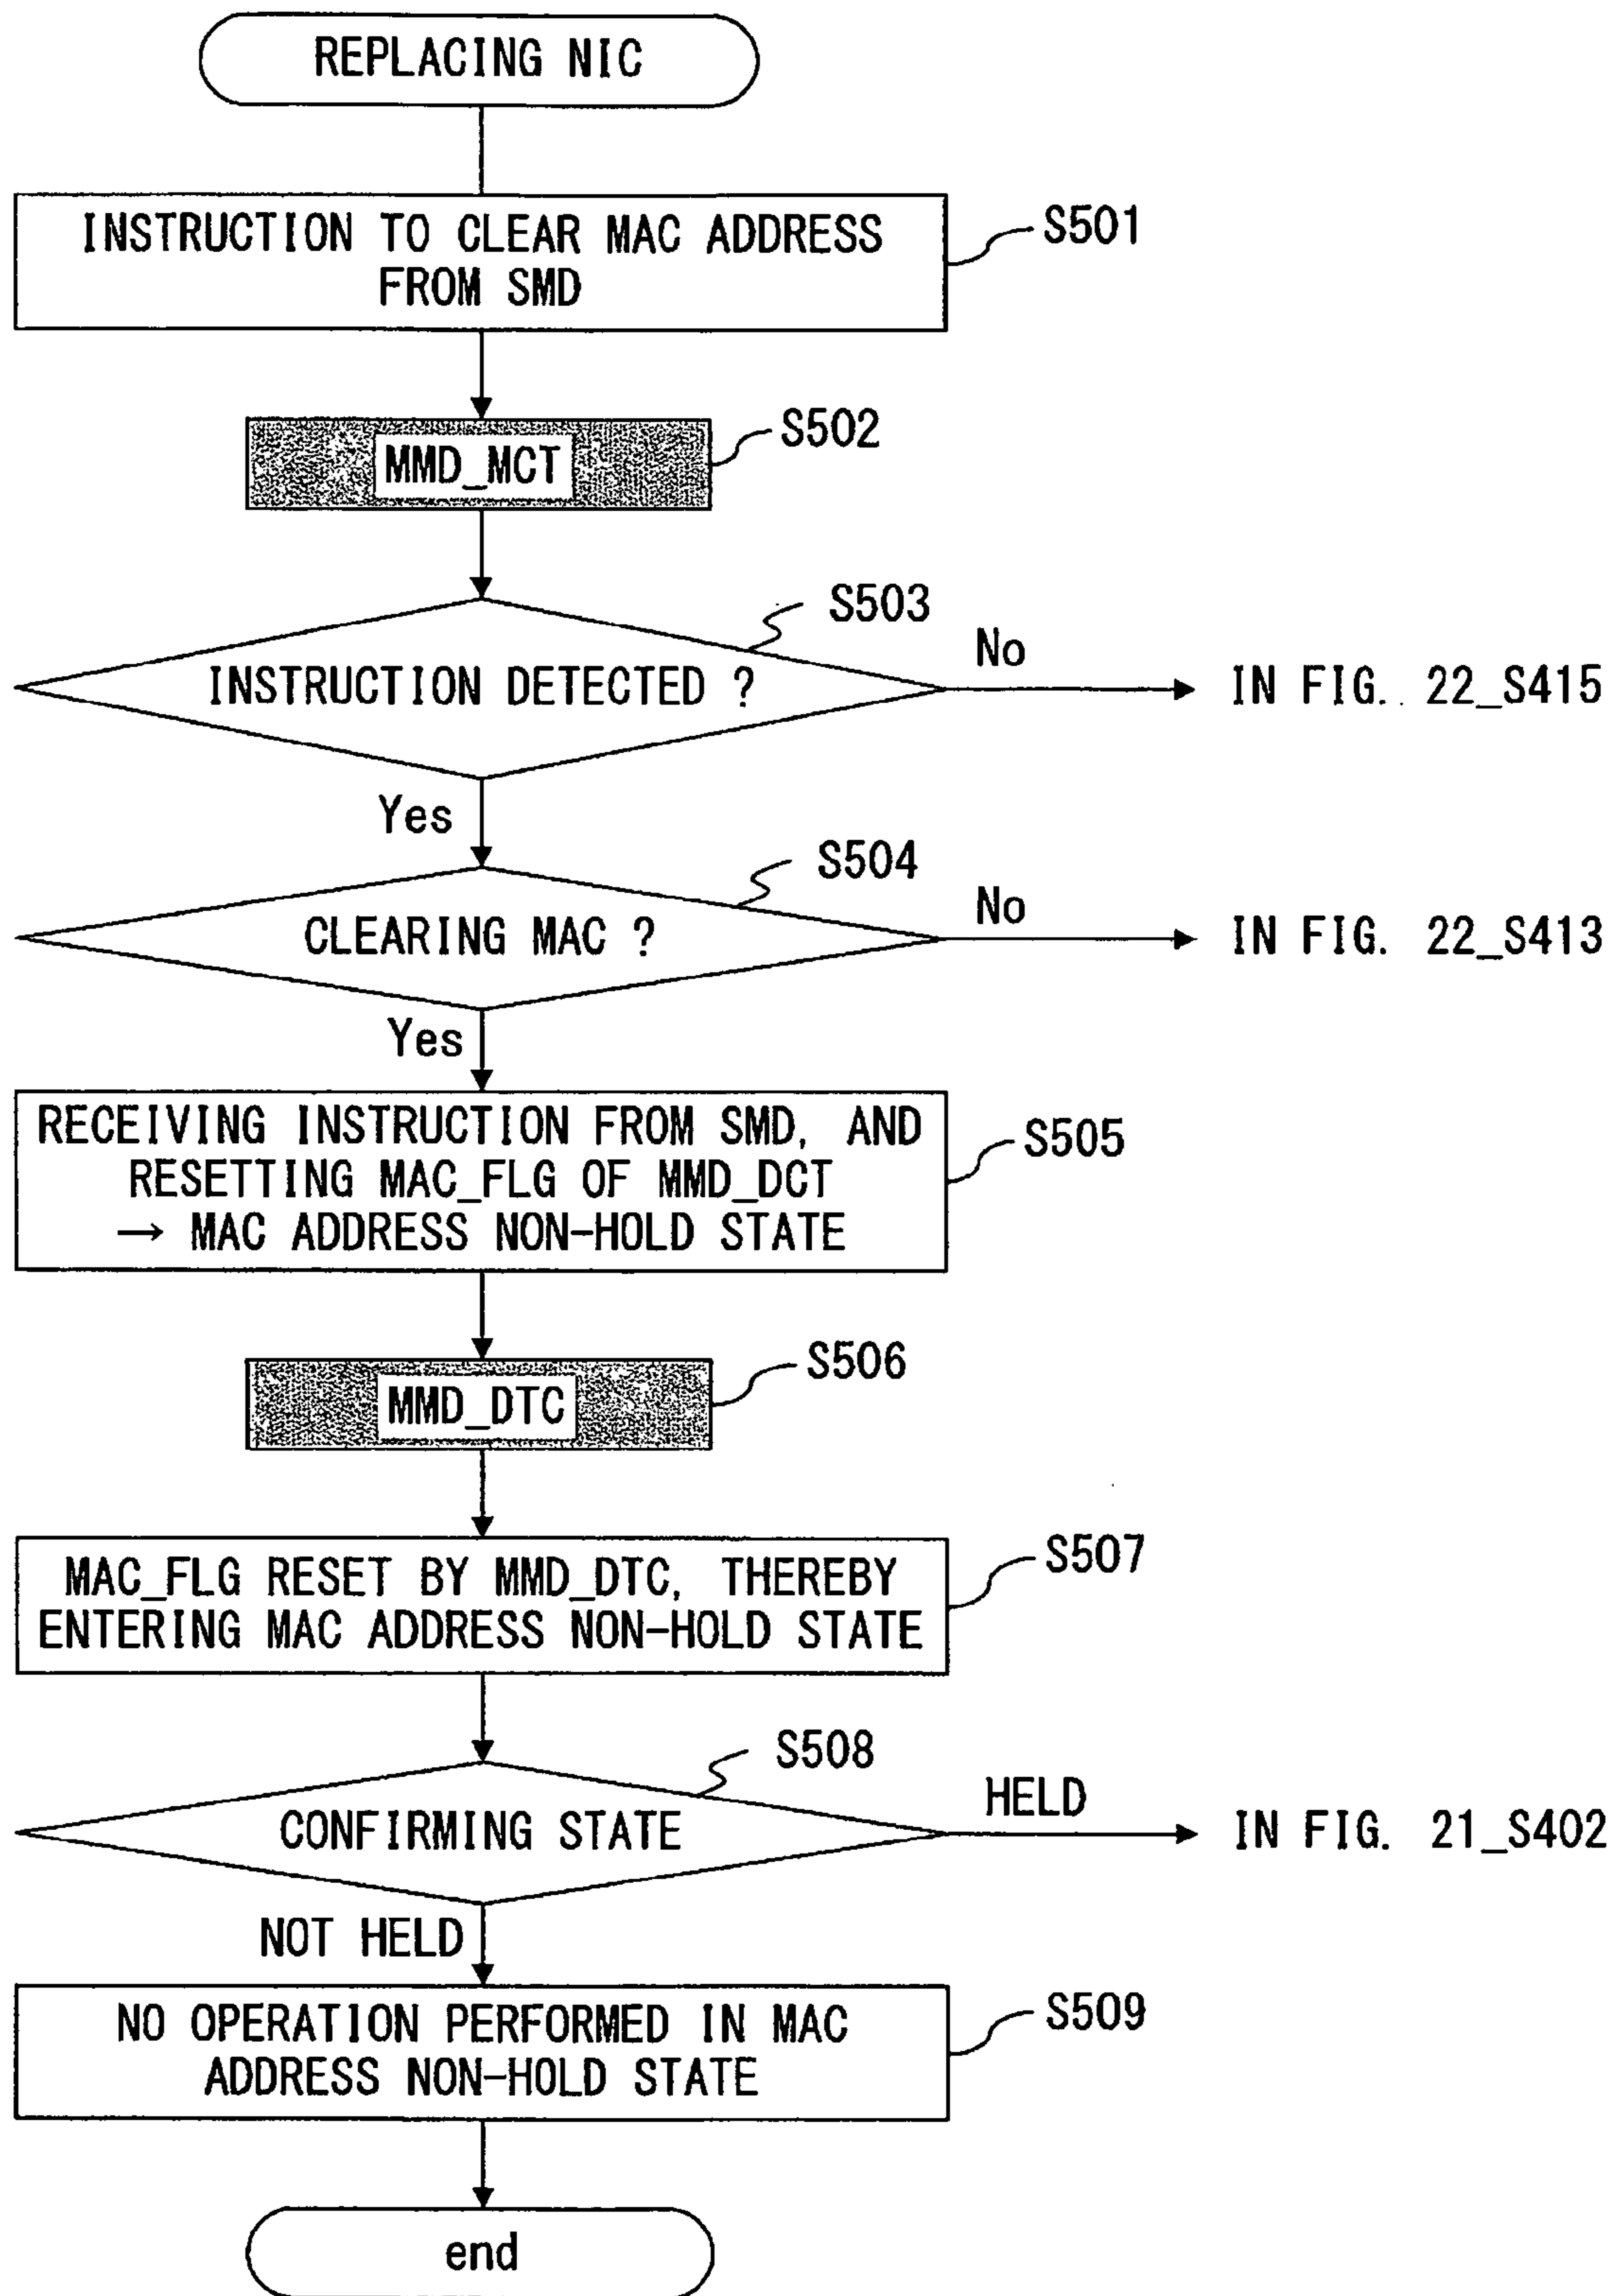 REPLACING NIC
INSTRUCTION TO CLEAR MAC ADDRESS
FROM SMD
S501
MMD_MCT
S502
S503
INSTRUCTION DETECTED ?
No
IN FIG. 22_S415
Yes
S504
CLEARING MAC ?
No
IN FIG. 22_S413
Yes
RECEIVING INSTRUCTION FROM SMD, AND
RESETTING MAC_FLG OF MMD_DCT
→ MAC ADDRESS NON-HOLD STATE
S505
MMD_DTC
S506
MAC_FLG RESET BY MMD_DTC, THEREBY
ENTERING MAC ADDRESS NON-HOLD STATE
S507
S508
CONFIRMING STATE
HELD
IN FIG. 21_S402
NOT HELD
NO OPERATION PERFORMED IN MAC
ADDRESS NON-HOLD STATE
S509
end